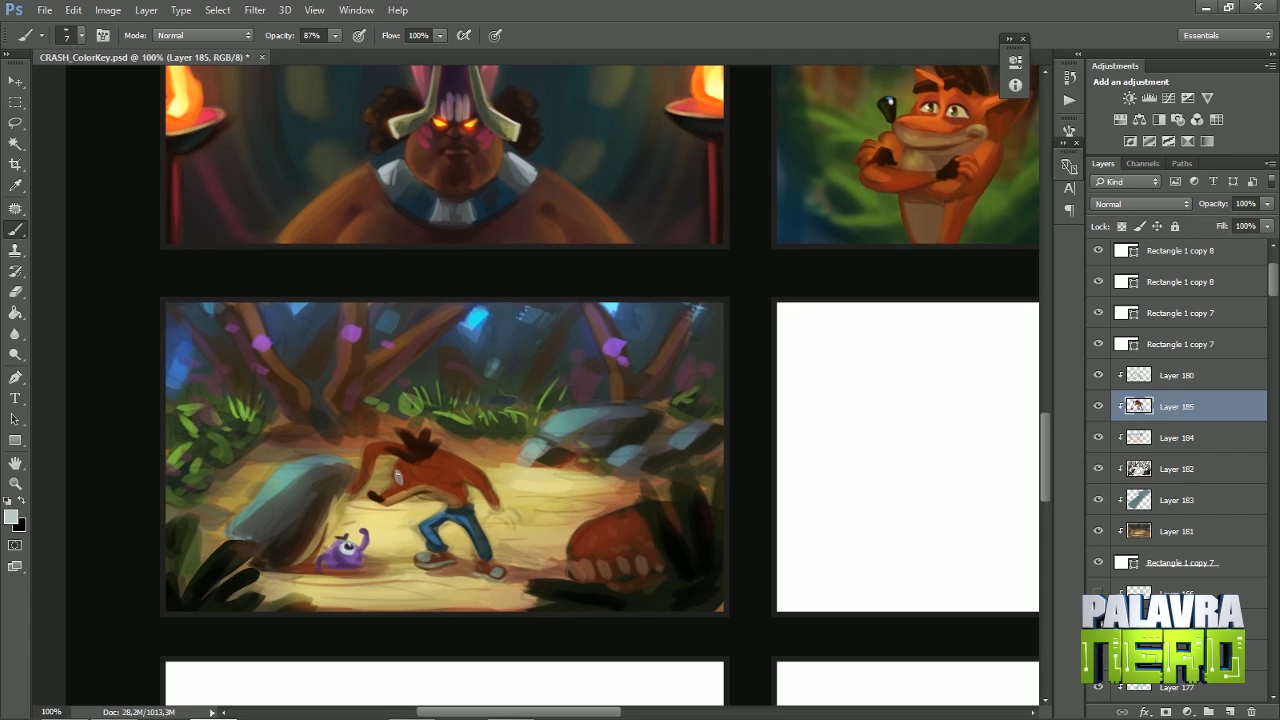 Ps File Edit Image Layer Type Select Filter 3D View Window Help
7 Mode: Normal Opacity: 87% Flow: 100% Essentials
CRASH_ColorKey.psd @ 100% (Layer 185, RGB/8) * ×
Adjustments
Add an adjustment
Layers Channels Paths
Kind
Normal Opacity: 100%
Lock: Fill: 100%
Rectangle 1 copy 8
Rectangle 1 copy 8
Rectangle 1 copy 7
Rectangle 1 copy 7
Layer 180
Layer 185
Layer 184
Layer 182
Layer 183
Layer 181
Rectangle 1 copy 7
Layer 166
PALAVRA
NERD
Layer 177
100% Doc: 28,2M/1013,3M
fx